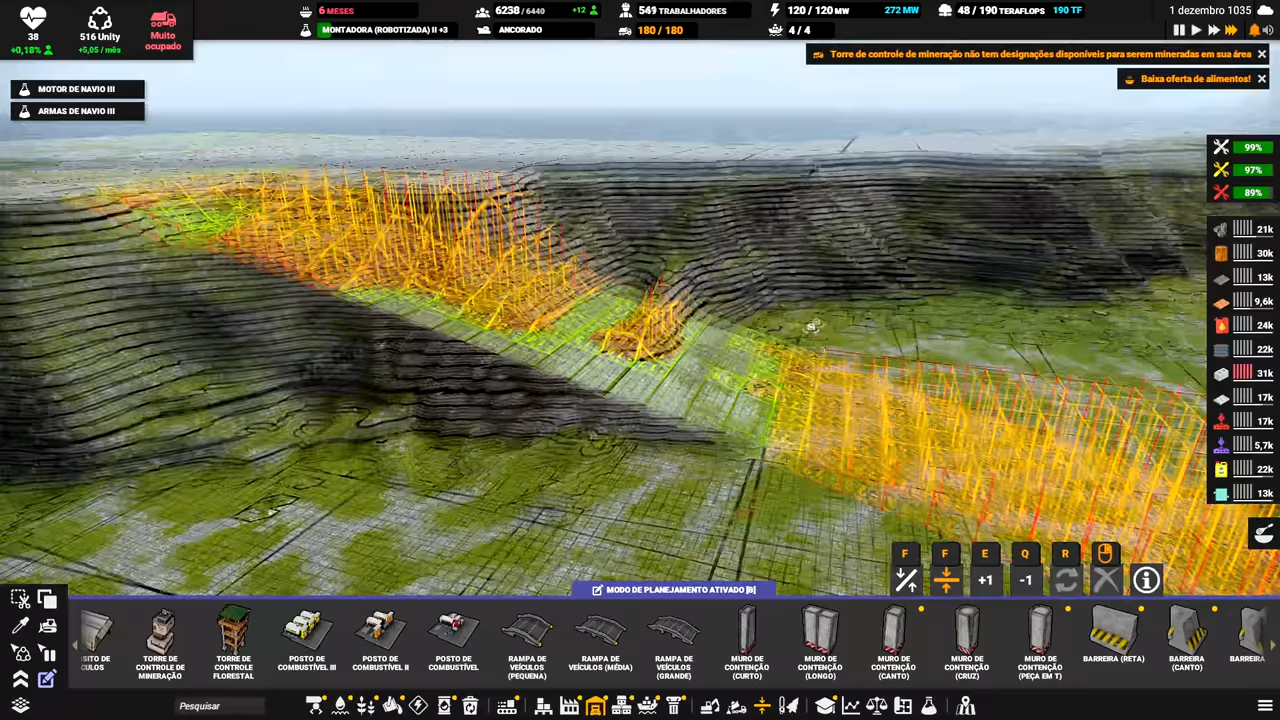 38
+0,18%
516 Unity
+5,05 / mês
Muito
ocupado
6 MESES
MONTADORA (ROBOTIZADA) II +3
6238 / 6440
+12
ANCORADO
549 TRABALHADORES
180 / 180
120 / 120 MW
272 MW
4 / 4
48 / 190 TERAFLOPS
190 TF
1 dezembro 1035
Torre de controle de mineração não tem designações disponíveis para serem mineradas em sua área
Baixa oferta de alimentos!
MOTOR DE NAVIO III
ARMAS DE NAVIO III
99%
97%
89%
21k
30k
13k
9,6k
24k
22k
31k
17k
17k
5,7k
22k
13k
F
F
E
Q
R
+1
-1
MODO DE PLANEJAMENTO ATIVADO [B]
SITO DE
CULOS
TORRE DE
CONTROLE DE
MINERAÇÃO
TORRE DE
CONTROLE
FLORESTAL
POSTO DE
COMBUSTÍVEL III
POSTO DE
COMBUSTÍVEL II
POSTO DE
COMBUSTÍVEL
RAMPA DE
VEÍCULOS
(PEQUENA)
RAMPA DE
VEÍCULOS (MÉDIA)
RAMPA DE
VEÍCULOS
(GRANDE)
MURO DE
CONTENÇÃO
(CURTO)
MURO DE
CONTENÇÃO
(LONGO)
MURO DE
CONTENÇÃO
(CANTO)
MURO DE
CONTENÇÃO
(CRUZ)
MURO DE
CONTENÇÃO
(PEÇA EM T)
BARREIRA (RETA)
BARREIRA
(CANTO)
BARREIRA
Pesquisar